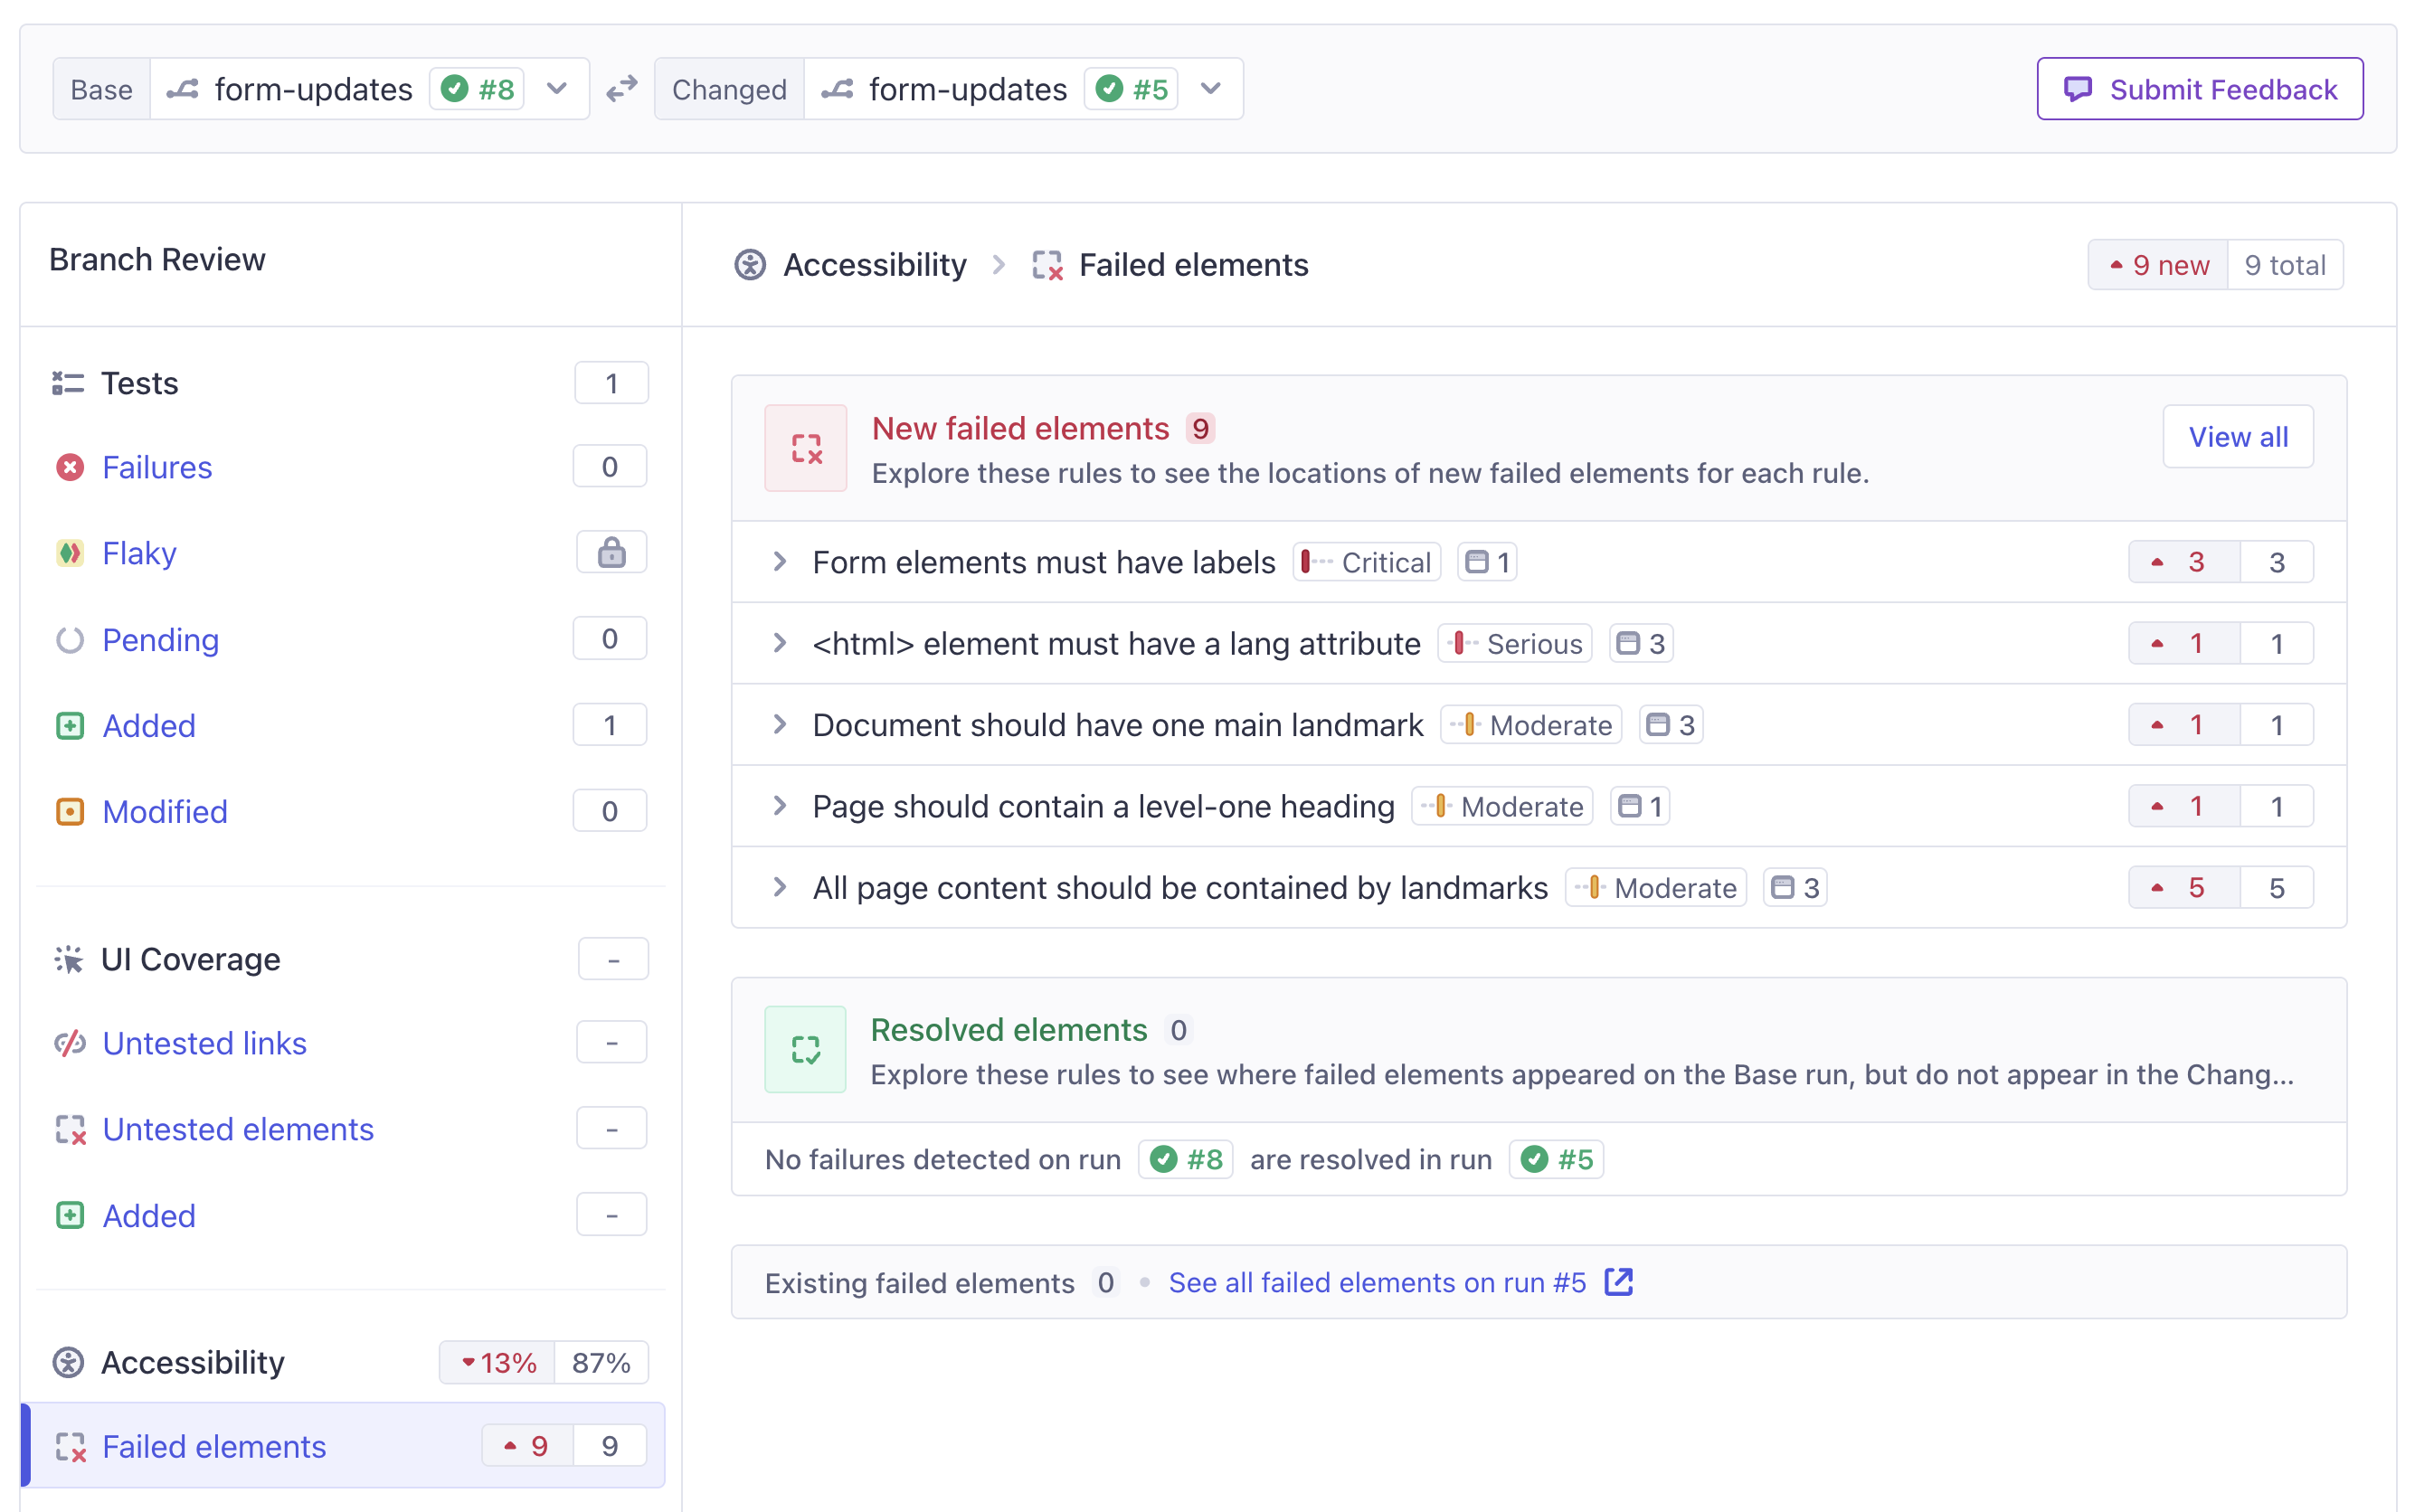 Base form-updates #8 Changed form-updates #5 Submit Feedback
Branch Review
Tests 1
Failures 0
Flaky
Pending 0
Added 1
Modified 0
UI Coverage -
Untested links -
Untested elements -
Added -
Accessibility 13% 87%
Failed elements 9 9
Accessibility Failed elements 9 new 9 total
New failed elements 9 View all
Explore these rules to see the locations of new failed elements for each rule.
Form elements must have labels Critical 1 3 3
<html> element must have a lang attribute Serious 3 1 1
Document should have one main landmark Moderate 3 1 1
Page should contain a level-one heading Moderate 1 1 1
All page content should be contained by landmarks Moderate 3 5 5
Resolved elements 0
Explore these rules to see where failed elements appeared on the Base run, but do not appear in the Chang...
No failures detected on run #8 are resolved in run #5
Existing failed elements 0 • See all failed elements on run #5